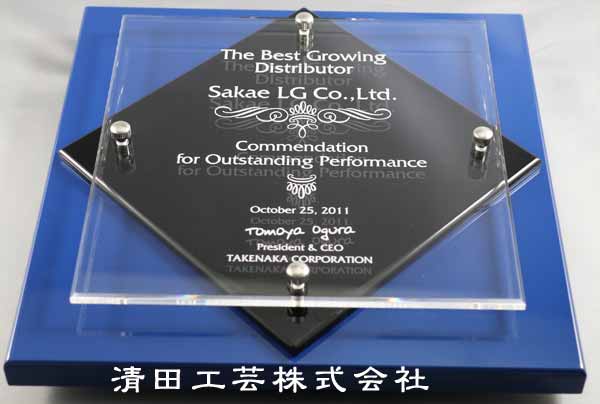 The Best Growing
Distributor
Sakae LG Co.,Ltd.
Commendation
for Outstanding Performance
October 25, 2011
Tomoya Ogura
President & CEO
TAKENAKA CORPORATION
清田工芸株式会社